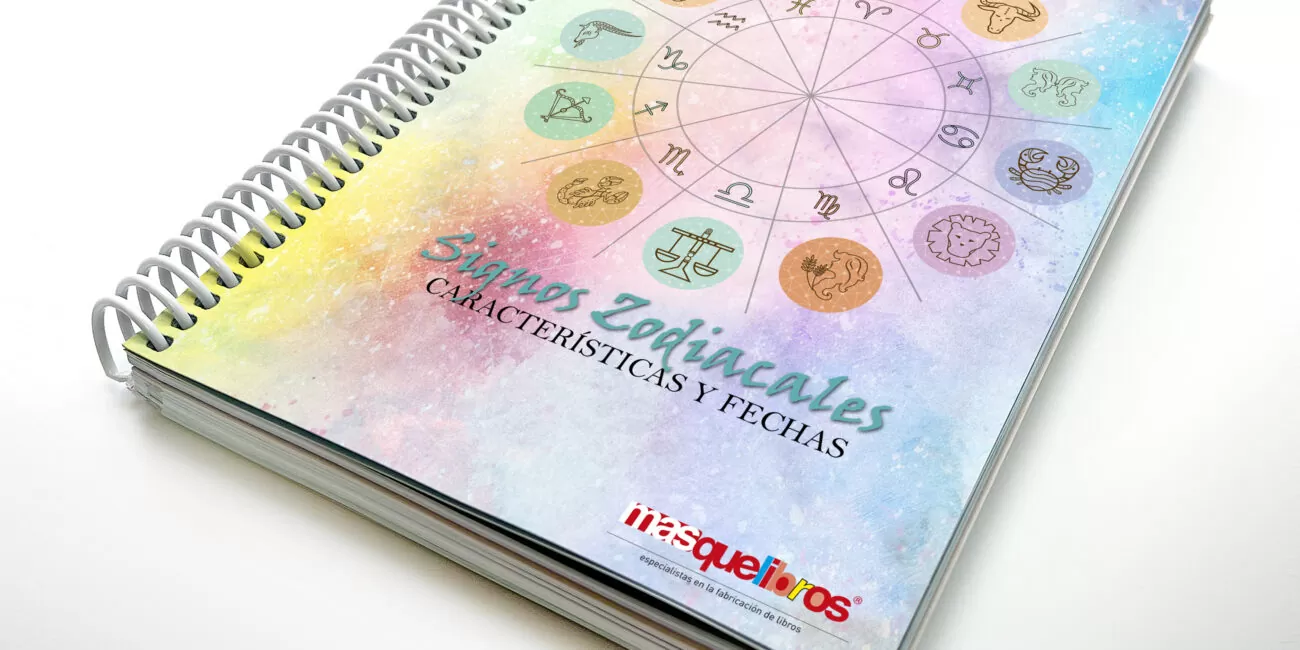 Signos Zodiacales
CARACTERÍSTICAS Y FECHAS
masquelibros®
especialistas en la fabricación de libros